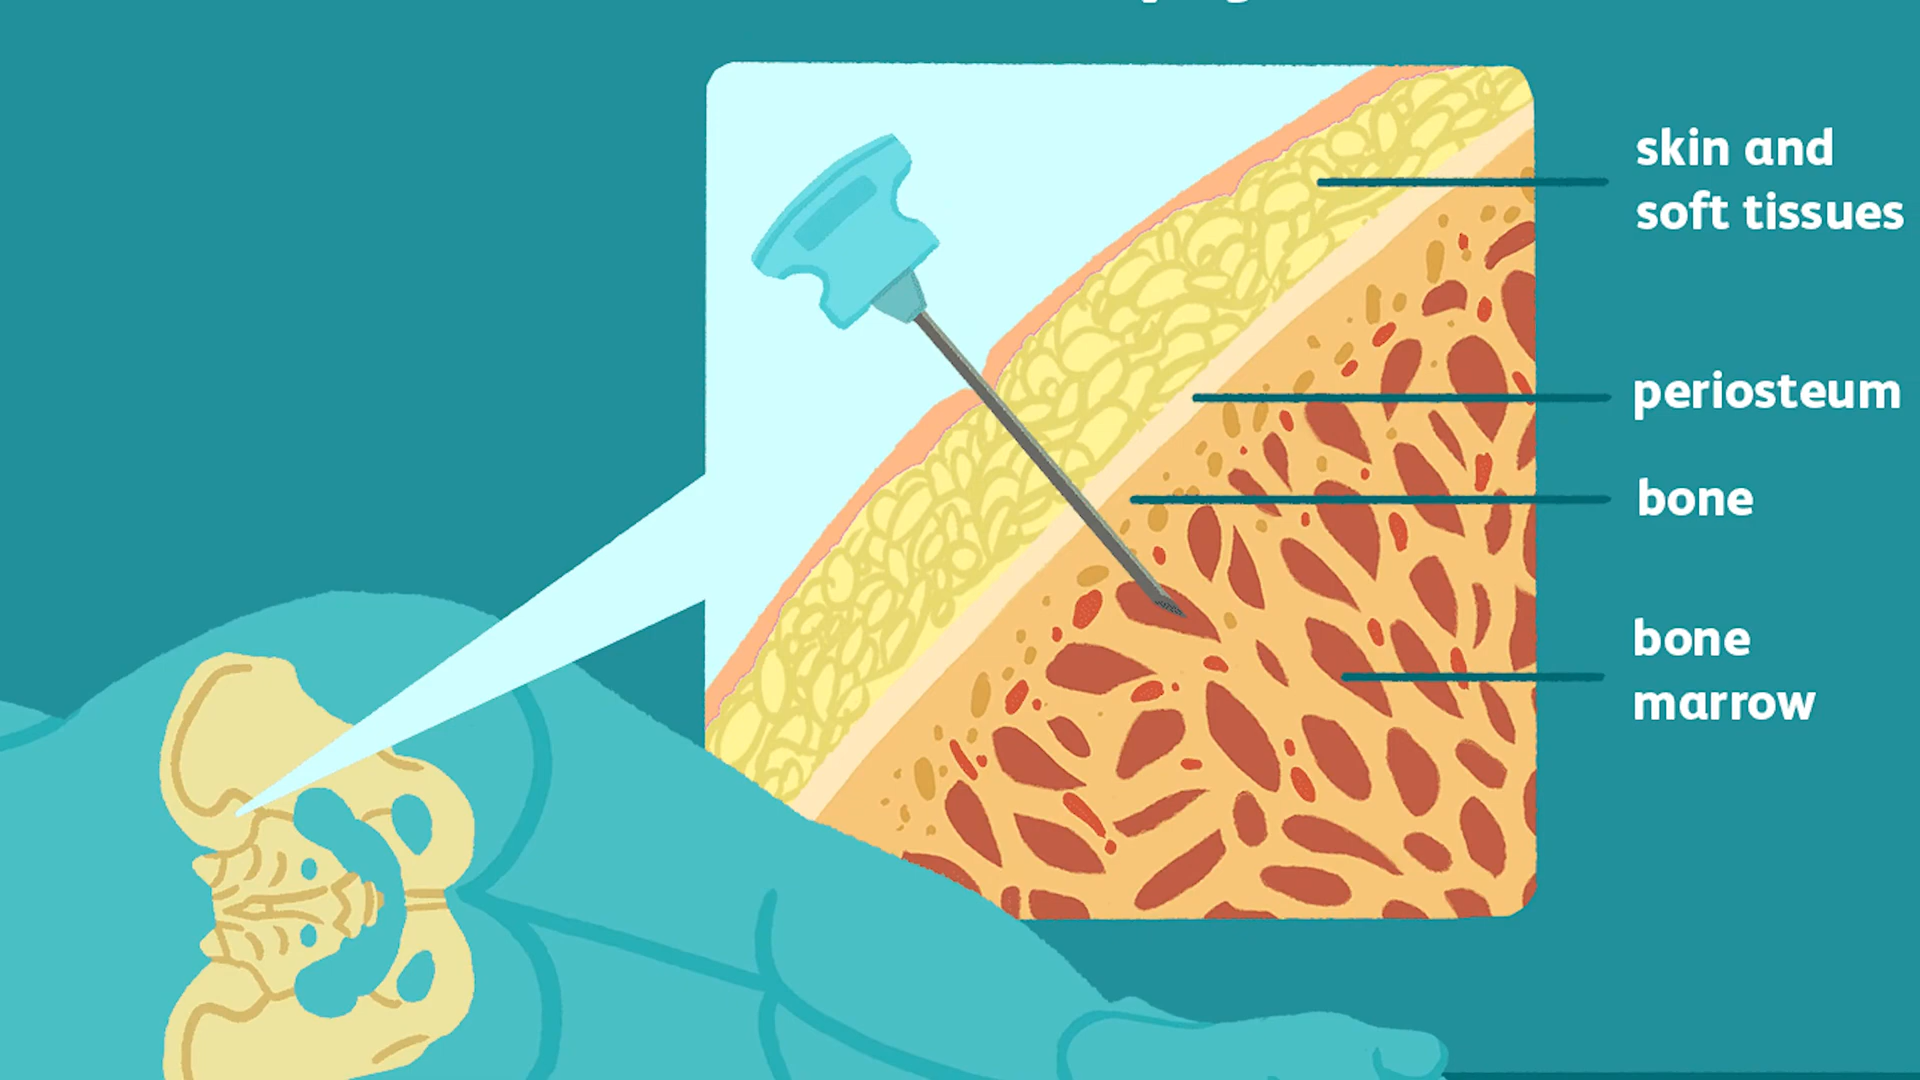 skin and
soft tissues
periosteum
bone
bone
marrow